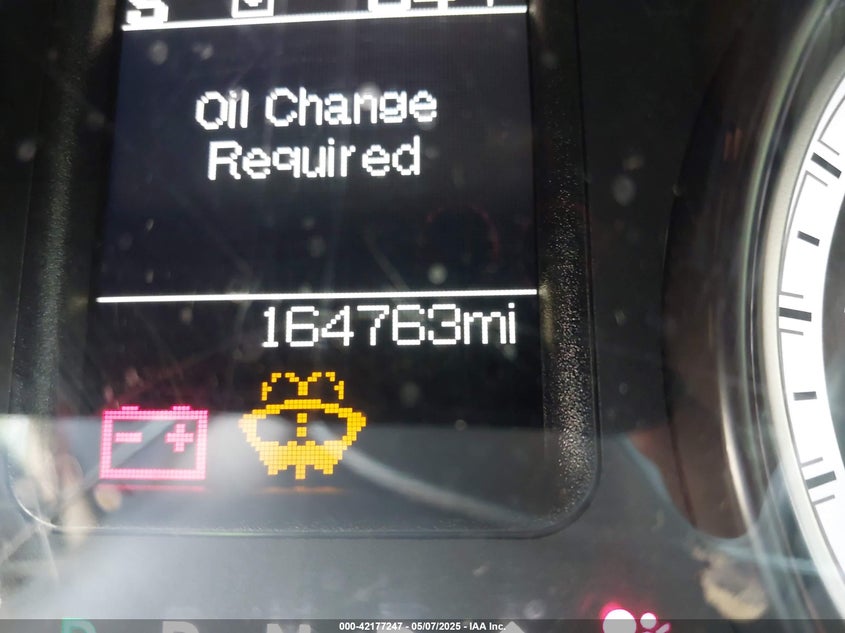 S
Oil Change
Required
164763mi
P R N
000-42177247 - 05/07/2025 - IAA Inc.